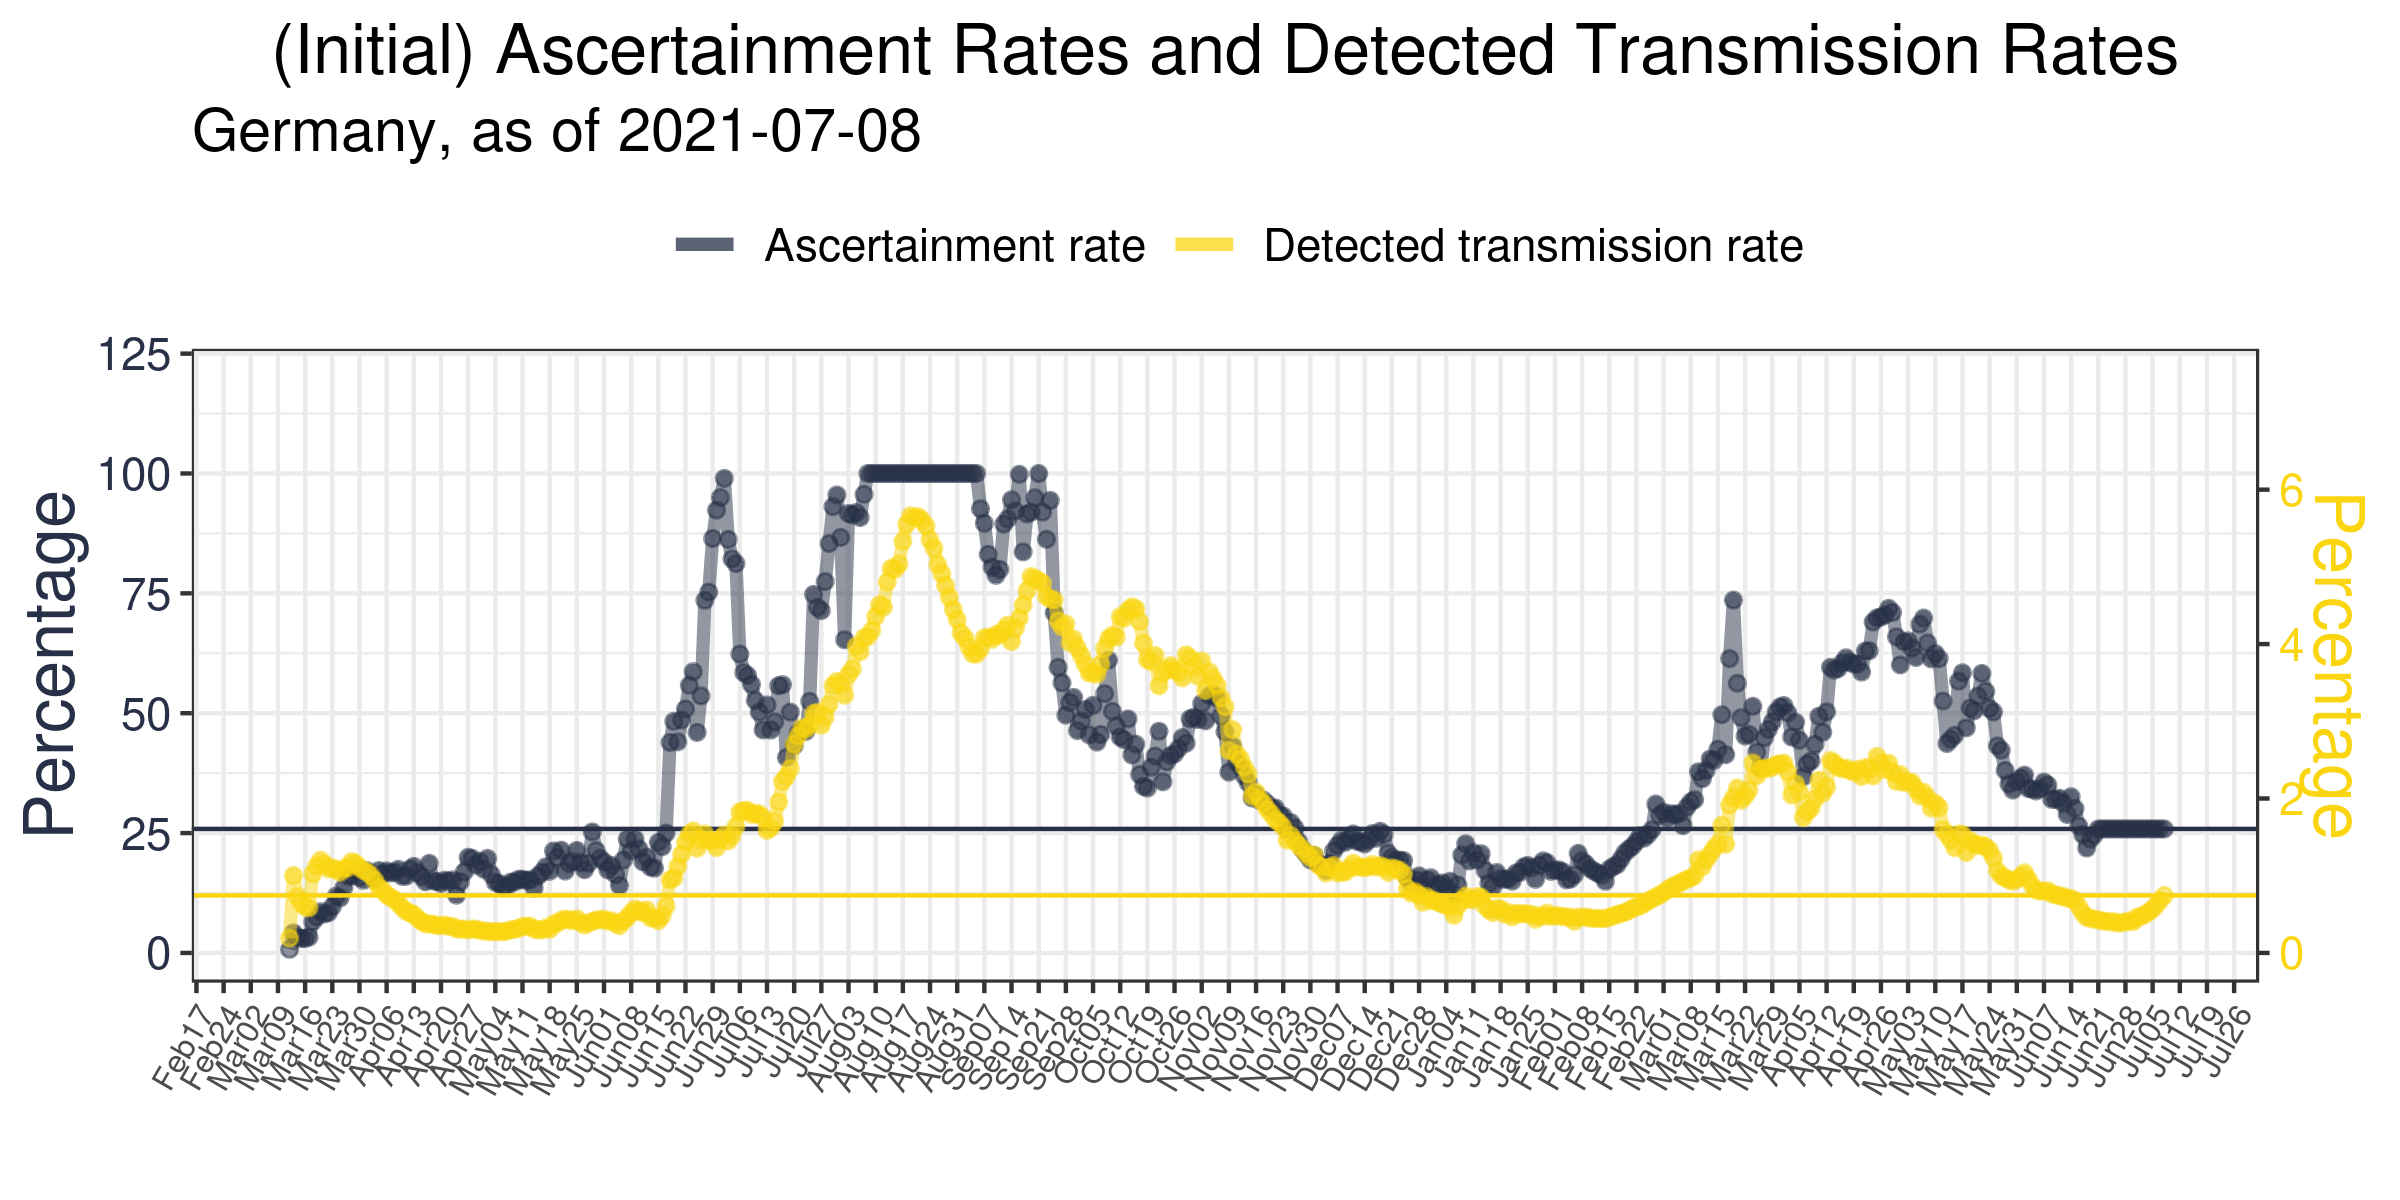 (Initial) Ascertainment Rates and Detected Transmission Rates
Germany, as of 2021-07-08
Ascertainment rate
Detected transmission rate
125
100
75
50
25
0
Percentage
6
4
2
0
Percentage
Feb17
Feb24
Mar02
Mar09
Mar16
Mar23
Mar30
Apr06
Apr13
Apr20
Apr27
May04
May11
May18
May25
Jun01
Jun08
Jun15
Jun22
Jun29
Jul06
Jul13
Jul20
Jul27
Aug03
Aug10
Aug17
Aug24
Aug31
Sep07
Sep14
Sep21
Sep28
Oct05
Oct12
Oct19
Oct26
Nov02
Nov09
Nov16
Nov23
Nov30
Dec07
Dec14
Dec21
Dec28
Jan04
Jan11
Jan18
Jan25
Feb01
Feb08
Feb15
Feb22
Mar01
Mar08
Mar15
Mar22
Mar29
Apr05
Apr12
Apr19
Apr26
May03
May10
May17
May24
May31
Jun07
Jun14
Jun21
Jun28
Jul05
Jul12
Jul19
Jul26